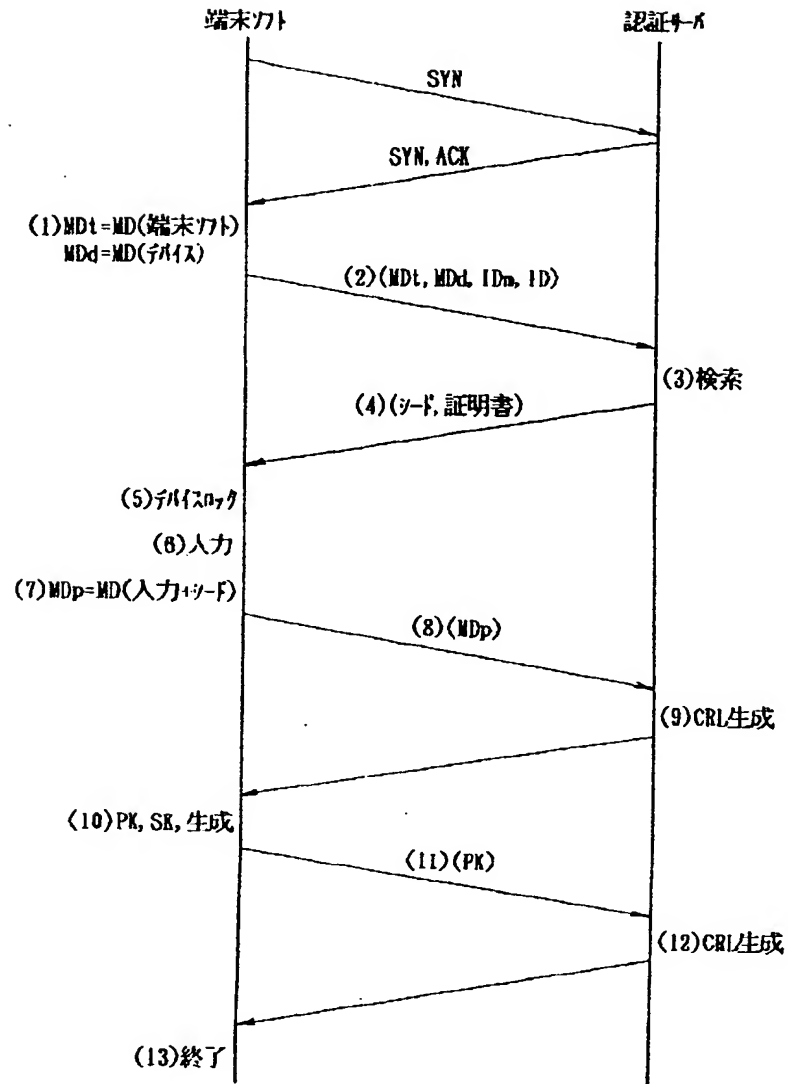 端末ソフト
認証サーバ
SYN
SYN, ACK
(1)MDt=MD(端末ソフト)
MDd=MD(デバイス)
(2)(MDt, MDd, IDm, ID)
(3)検索
(4)(シード, 証明書)
(5)デバイスロック
(6)入力
(7)MDp=MD(入力+シード)
(8)(MDp)
(9)CRL生成
(10)PK, SK, 生成
(11)(PK)
(12)CRL生成
(13)終了